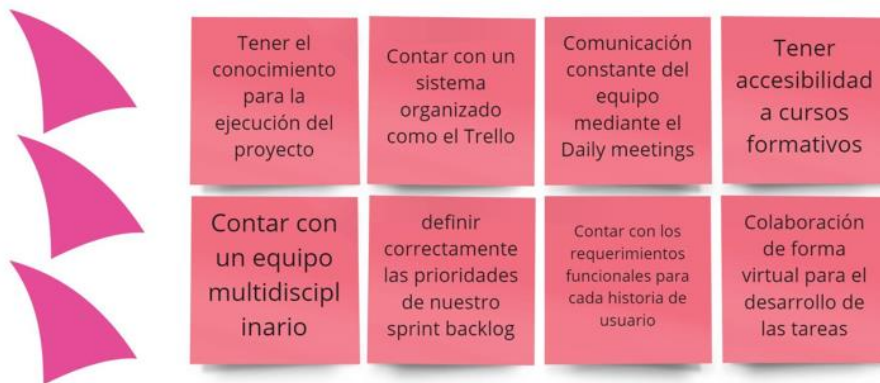 Tener el
conocimiento
para la
ejecución del
proyecto
Contar con un
sistema
organizado
como el Trello
Comunicación
constante del
equipo
mediante el
Daily meetings
Tener
accesibilidad
a cursos
formativos
Contar con
un equipo
multidiscipl
inario
definir
correctamente
las prioridades
de nuestro
sprint backlog
Contar con los
requerimientos
funcionales para
cada historia de
usuario
Colaboración
de forma
virtual para el
desarrollo de
las tareas